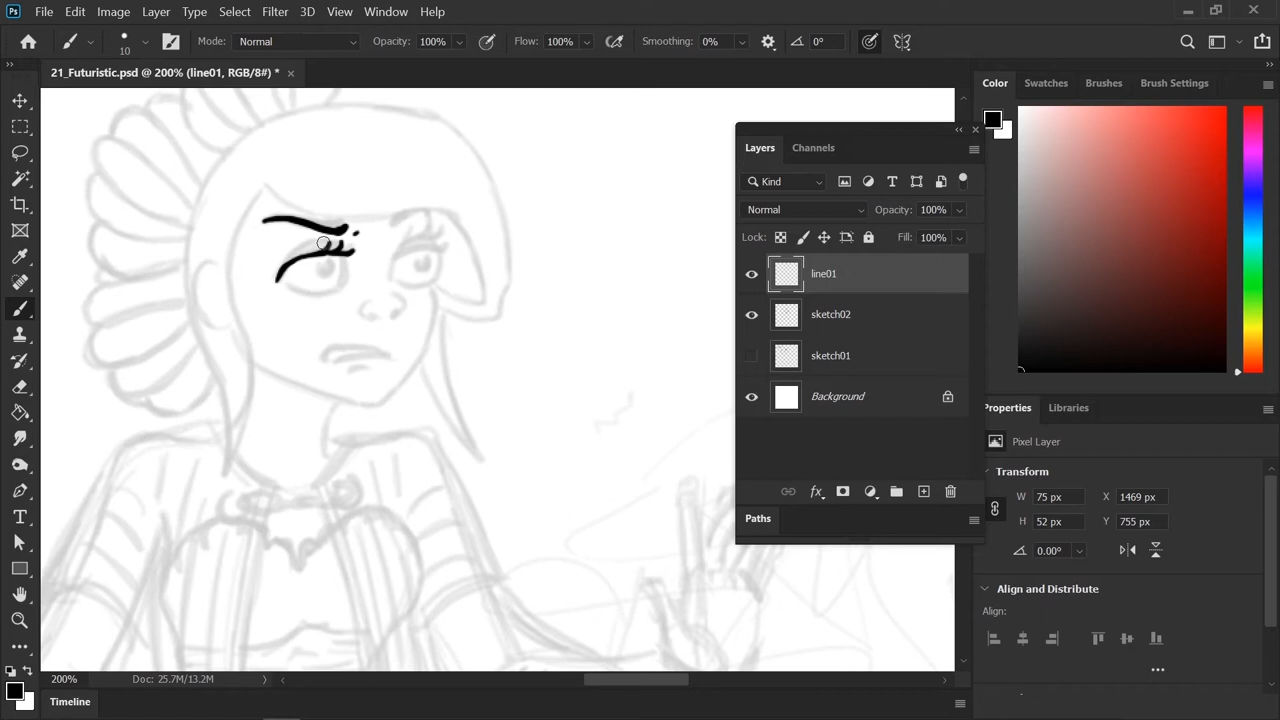 Ps File Edit Image Layer Type Select Filter 3D View Window Help
10 Mode: Normal Opacity: 100% Flow: 100% Smoothing: 0% 0°
21_Futuristic.psd @ 200% (line01, RGB/8#) *
Color Swatches Brushes Brush Settings
Layers Channels
Kind
Normal Opacity: 100%
Lock: Fill: 100%
line01
sketch02
sketch01
Background
Paths
Properties Libraries
Pixel Layer
Transform
W 75 px X 1469 px
H 52 px Y 755 px
0.00°
Align and Distribute
Align:
200% Doc: 25.7M/13.2M
Timeline